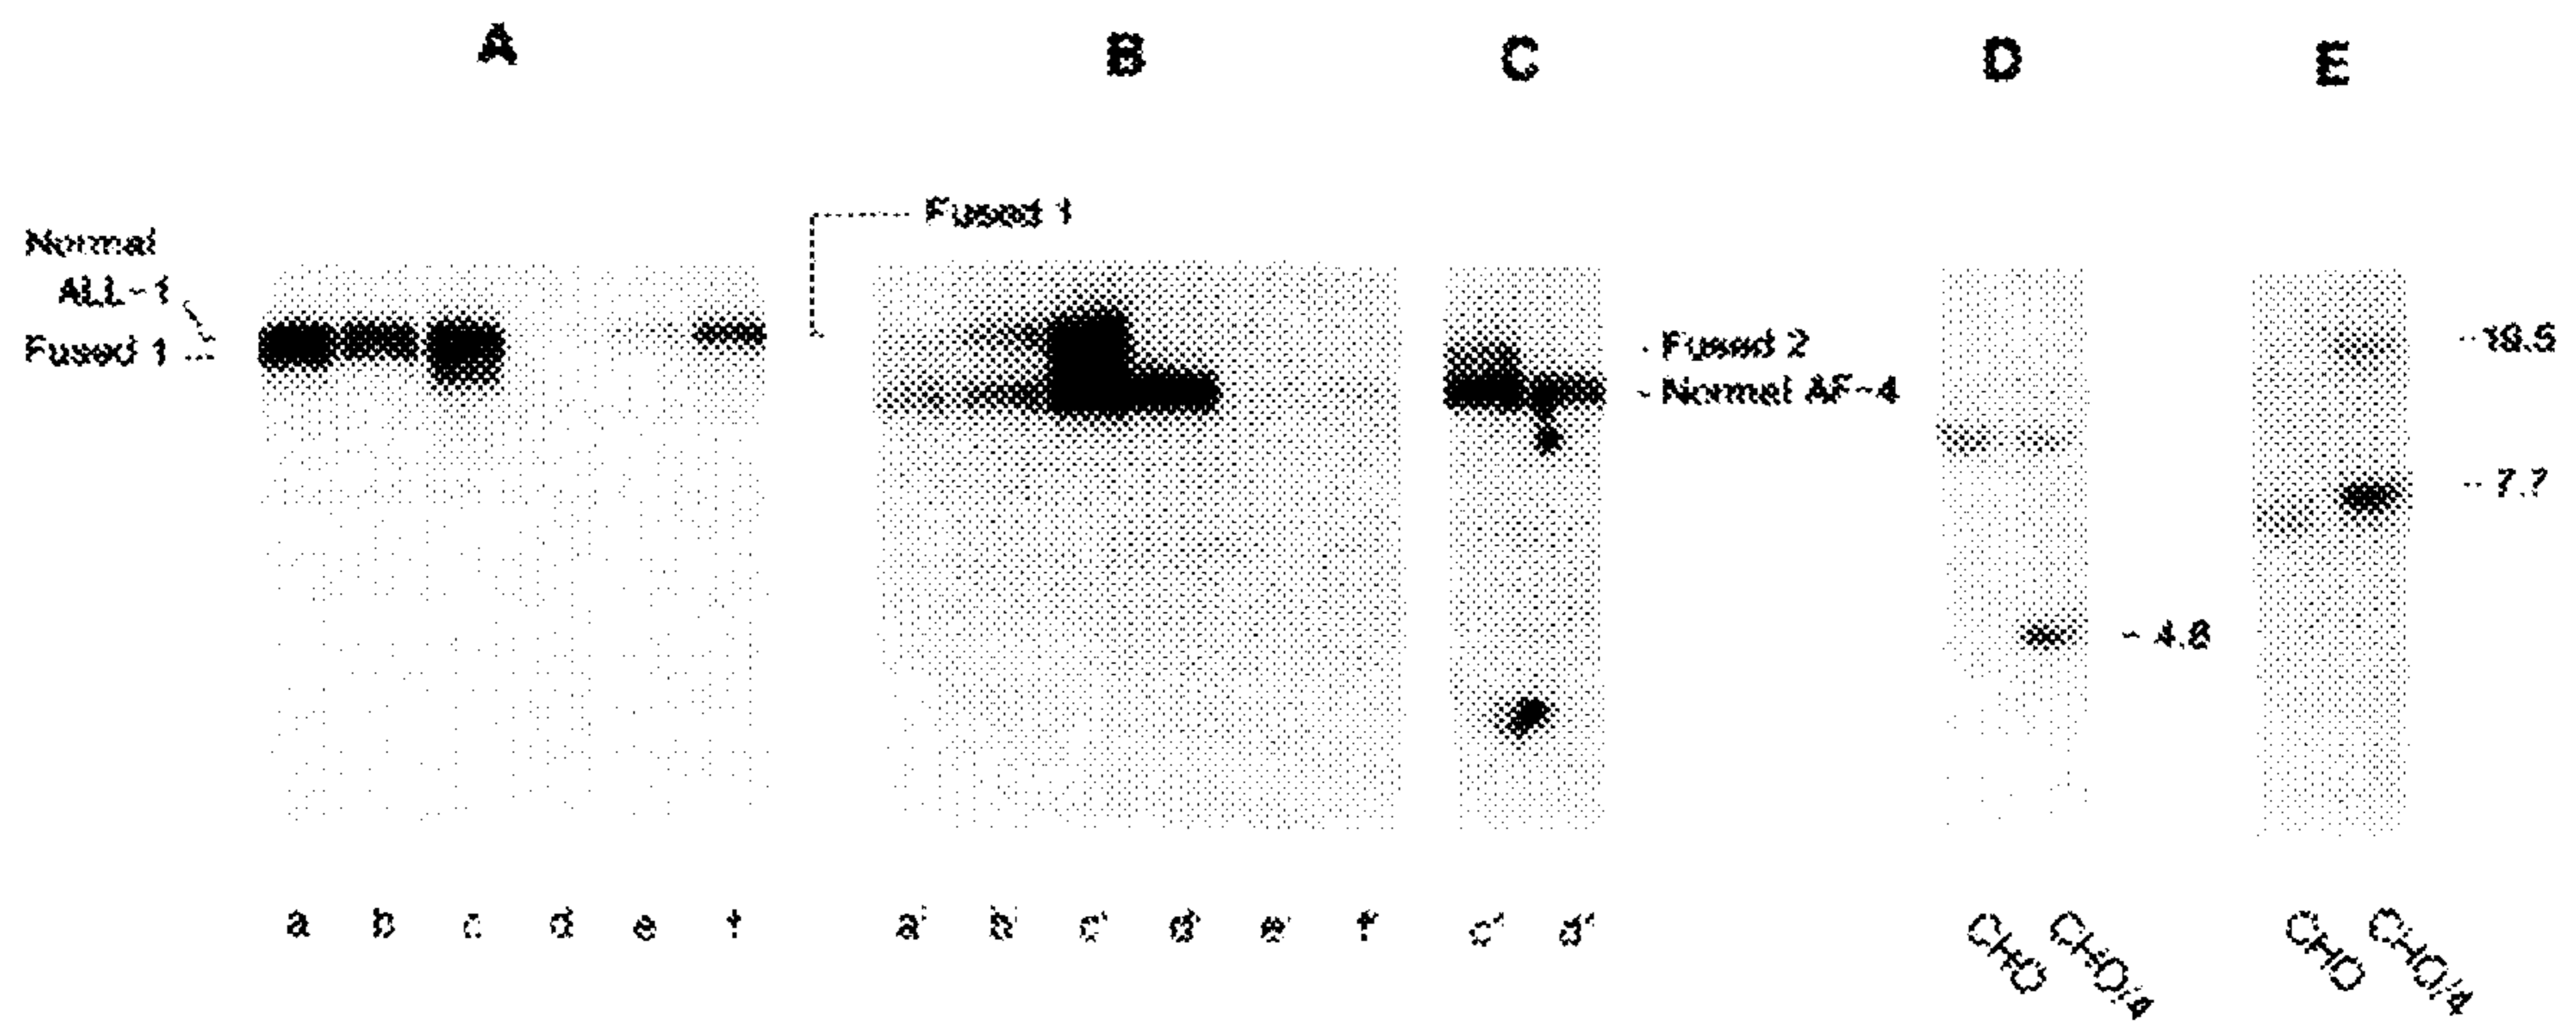 A B C D E
Normal
ALL-1
Fused 1
Fused 1
Fused 2
Normal AF-4
4.8
7.7
a b c d e f
c' d'
CHO CHO/4
CHO CHO/4